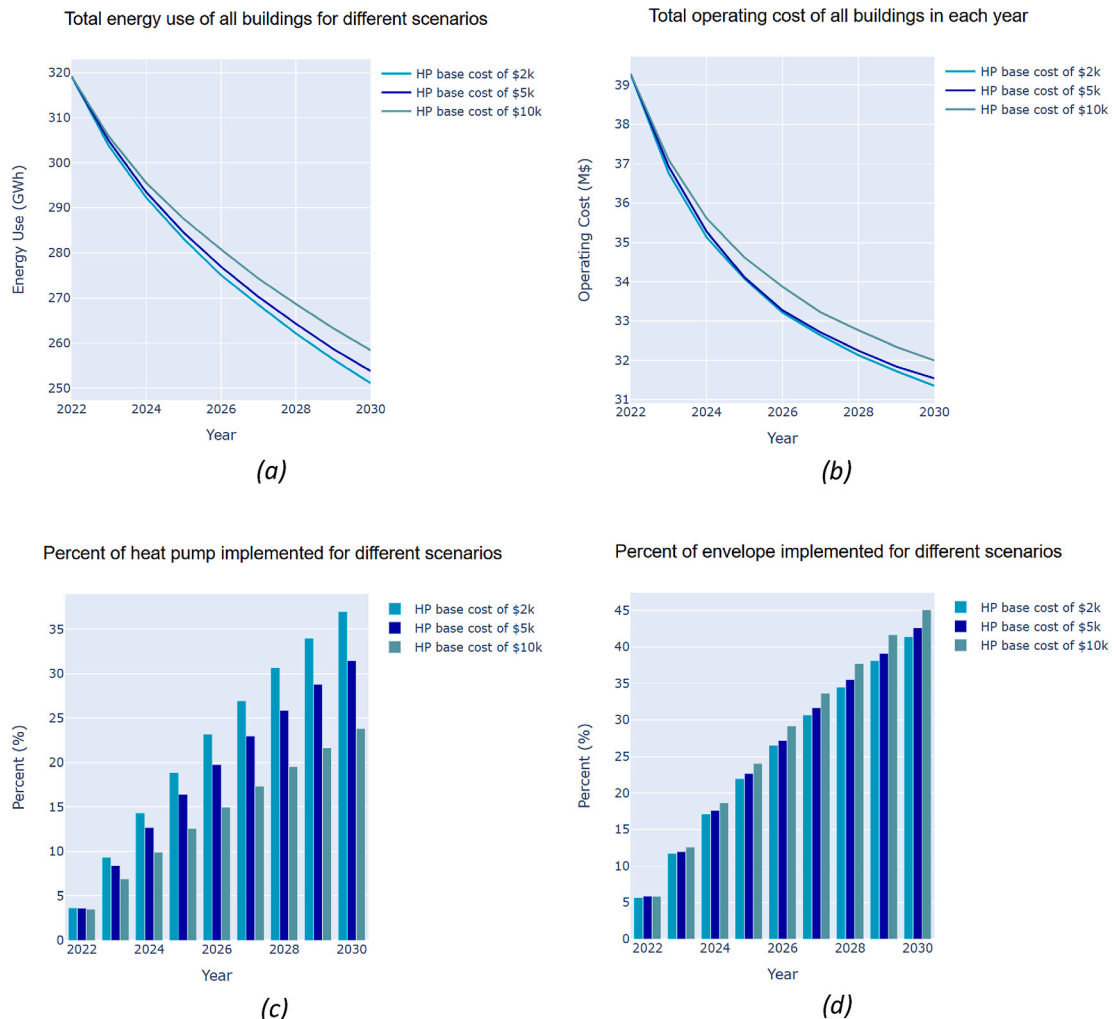 Total energy use of all buildings for different scenarios
320
310
300
290
280
270
260
250
Energy Use (GWh)
2022 2024 2026 2028 2030
Year
HP base cost of $2k
HP base cost of $5k
HP base cost of $10k
(a)
Total operating cost of all buildings in each year
39
38
37
36
35
34
33
32
31
Operating Cost (M$)
2022 2024 2026 2028 2030
Year
HP base cost of $2k
HP base cost of $5k
HP base cost of $10k
(b)
Percent of heat pump implemented for different scenarios
35
30
25
20
15
10
5
0
Percent (%)
2022 2024 2026 2028 2030
Year
HP base cost of $2k
HP base cost of $5k
HP base cost of $10k
(c)
Percent of envelope implemented for different scenarios
45
40
35
30
25
20
15
10
5
0
Percent (%)
2022 2024 2026 2028 2030
Year
HP base cost of $2k
HP base cost of $5k
HP base cost of $10k
(d)